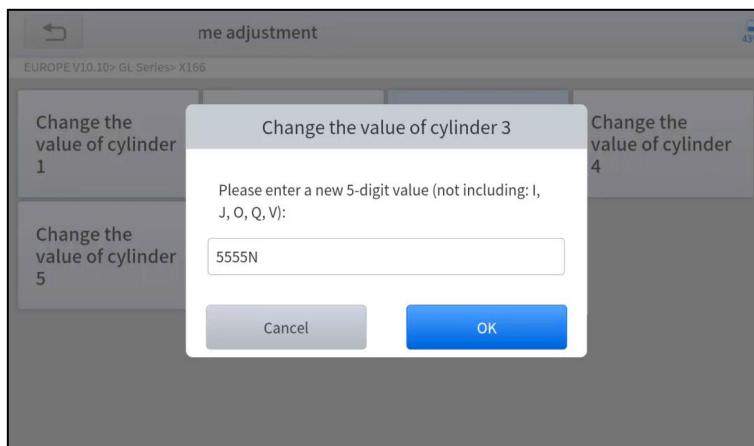 me adjustment
43%
EUROPE V10.10> GL-Series> X166
Change the
value of cylinder
1
Change the
value of cylinder
4
Change the
value of cylinder
5
Change the value of cylinder 3
Please enter a new 5-digit value (not including: I,
J, O, Q, V):
5555N
Cancel
OK